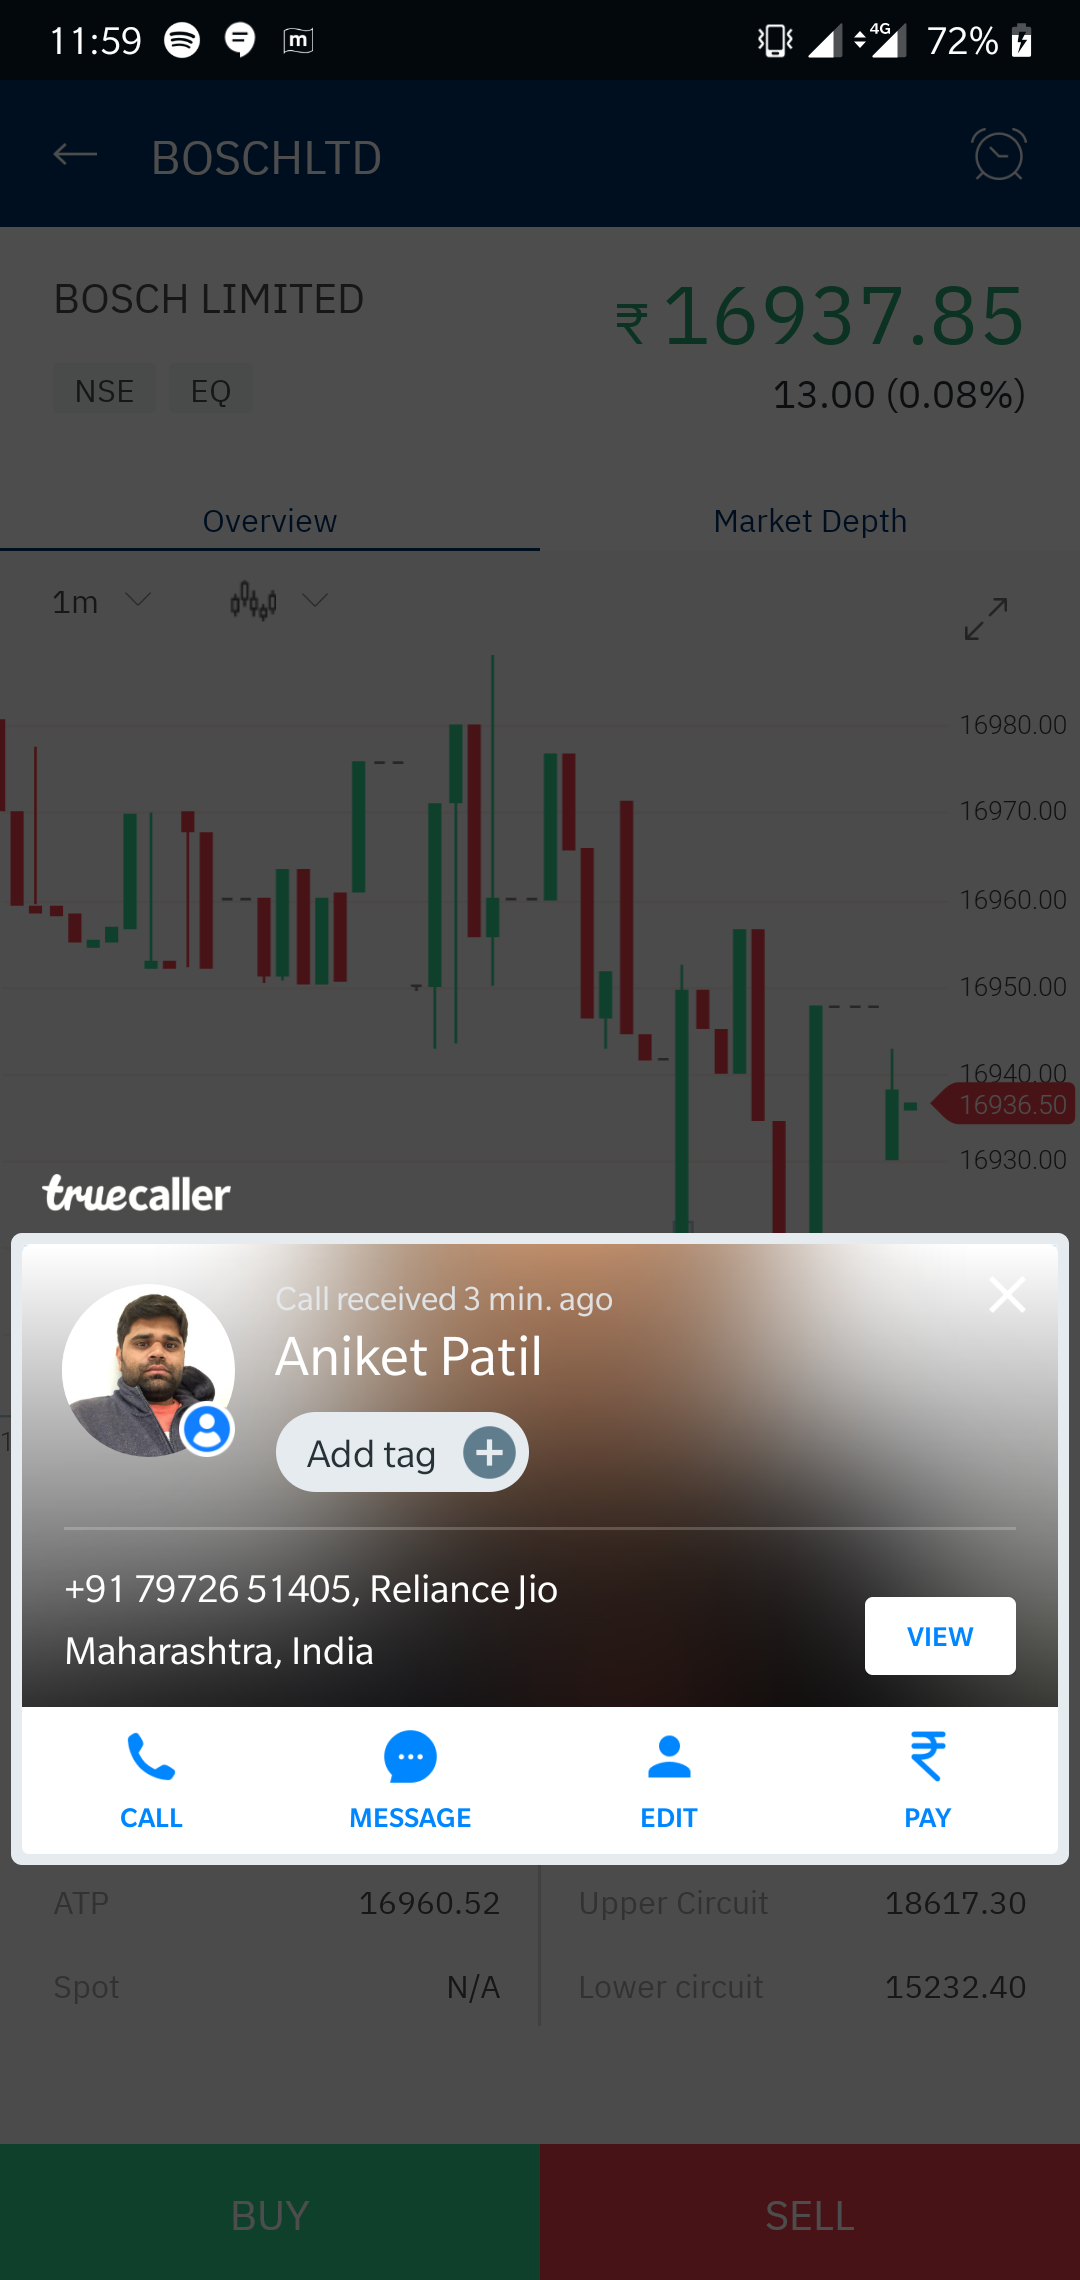 11:59 m 4G 72%
BOSCHLTD
BOSCH LIMITED
₹ 16937.85
NSE EQ
13.00 (0.08%)
Overview Market Depth
1m
16980.00
16970.00
16960.00
16950.00
16940.00
16936.50
16930.00
truecaller
Call received 3 min. ago
Aniket Patil
Add tag
+91 79726 51405, Reliance Jio
Maharashtra, India
VIEW
CALL MESSAGE EDIT PAY
ATP 16960.52 Upper Circuit 18617.30
Spot N/A Lower circuit 15232.40
BUY SELL